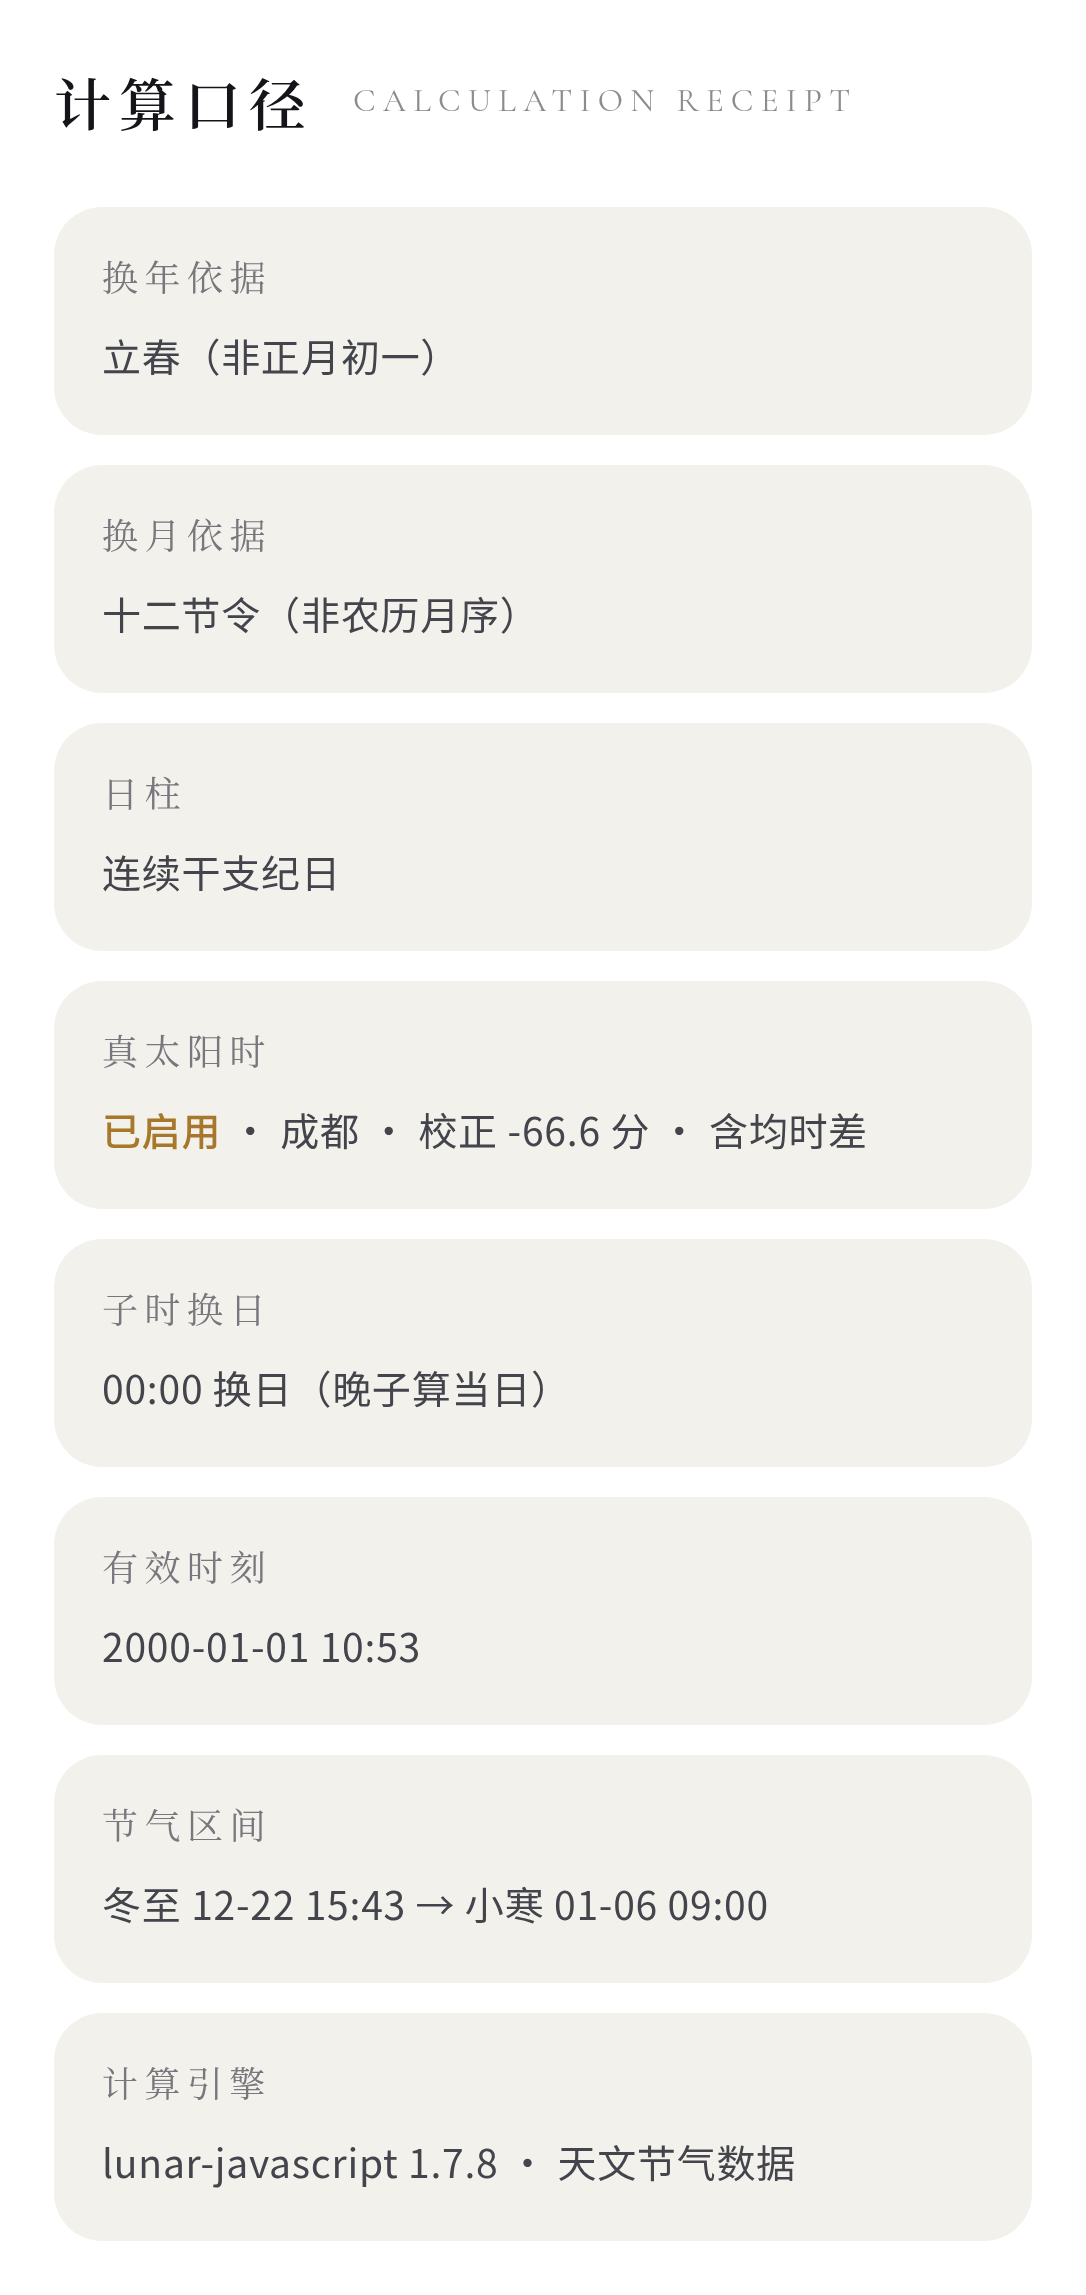 计算口径 CALCULATION RECEIPT
换年依据
立春（非正月初一）
换月依据
十二节令（非农历月序）
日柱
连续干支纪日
真太阳时
已启用 · 成都 · 校正 -66.6 分 · 含均时差
子时换日
00:00 换日（晚子算当日）
有效时刻
2000-01-01 10:53
节气区间
冬至 12-22 15:43 → 小寒 01-06 09:00
计算引擎
lunar-javascript 1.7.8 · 天文节气数据